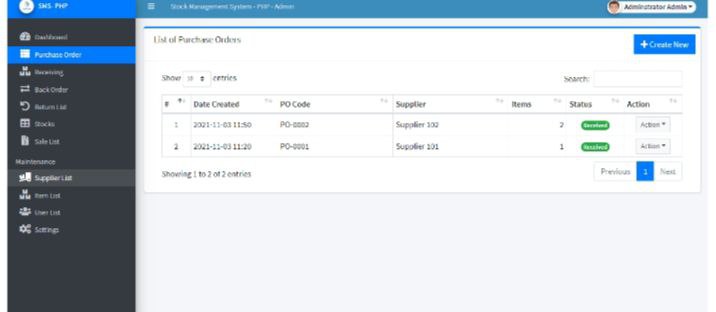 SMS- PHP
Stock Management System - PHP - Admin
Adminstrator Admin
Dashboard
Purchase Order
Receiving
Back Order
Return List
Stocks
Sale List
Maintenance
Supplier List
Item List
User List
Settings
List of Purchase Orders
Create New
Show 10 entries
Search:
# Date Created PO Code Supplier Items Status Action
1 2021-11-03 11:50 PO-0002 Supplier 102 2 Received Action
2 2021-11-03 11:20 PO-0001 Supplier 101 1 Received Action
Showing 1 to 2 of 2 entries
Previous 1 Next